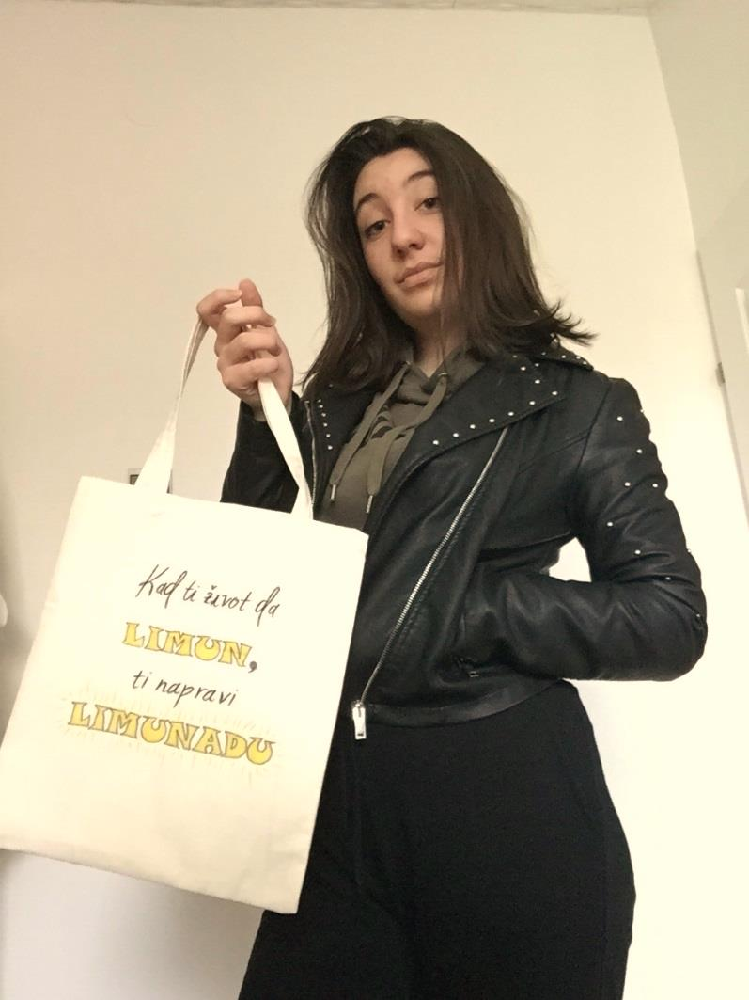 Kad ti život da
LIMUN,
ti napravi
LIMUNADU